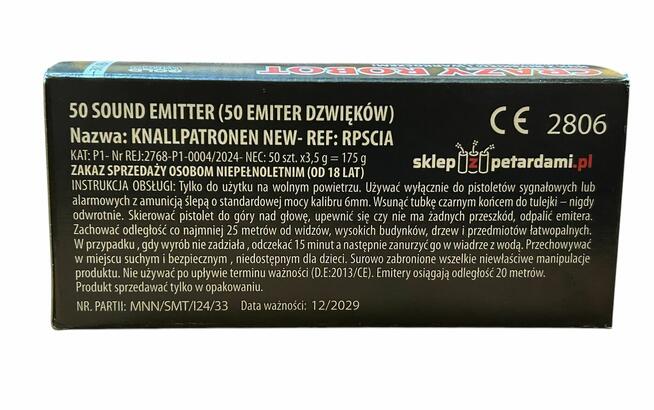 CRAZY ROBOT
50 SOUND EMITTER (50 EMITER DZWIĘKÓW)
Nazwa: KNALLPATRONEN NEW- REF: RPSCIA
CE 2806
KAT: P1- Nr REJ:2768-P1-0004/2024- NEC: 50 szt. x3,5 g = 175 g
sklep z petardami.pl
ZAKAZ SPRZEDAŻY OSOBOM NIEPEŁNOLETNIM (OD 18 LAT)
INSTRUKCJA OBSŁUGI: Tylko do użytku na wolnym powietrzu. Używać wyłącznie do pistoletów sygnałowych lub
alarmowych z amunicją ślepą o standardowej mocy kalibru 6mm. Wsunąć tubkę czarnym końcem do tulejki – nigdy
odwrotnie. Skierować pistolet do góry nad głowę, upewnić się czy nie ma żadnych przeszkód, odpalić emitera.
Zachować odległość co najmniej 25 metrów od widzów, wysokich budynków, drzew i przedmiotów łatwopalnych.
W przypadku , gdy wyrób nie zadziała , odczekać 15 minut a następnie zanurzyć go w wiadrze z wodą. Przechowywać
w miejscu suchym i bezpiecznym , niedostępnym dla dzieci. Surowo zabronione wszelkie niewłaściwe manipulacje
produktu. Nie używać po upływie terminu ważności (D.E:2013/CE). Emitery osiągają odległość 20 metrów.
Produkt sprzedawać tylko w opakowaniu.
NR. PARTII: MNN/SMT/I24/33 Data ważności: 12/2029